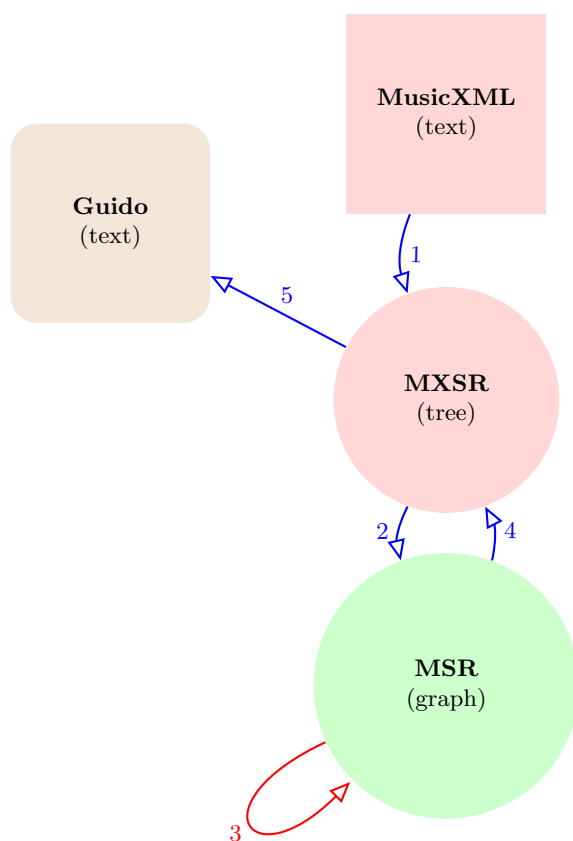 MusicXML
(text)
Guido
(text)
1
5
MXSR
(tree)
2
4
MSR
(graph)
3